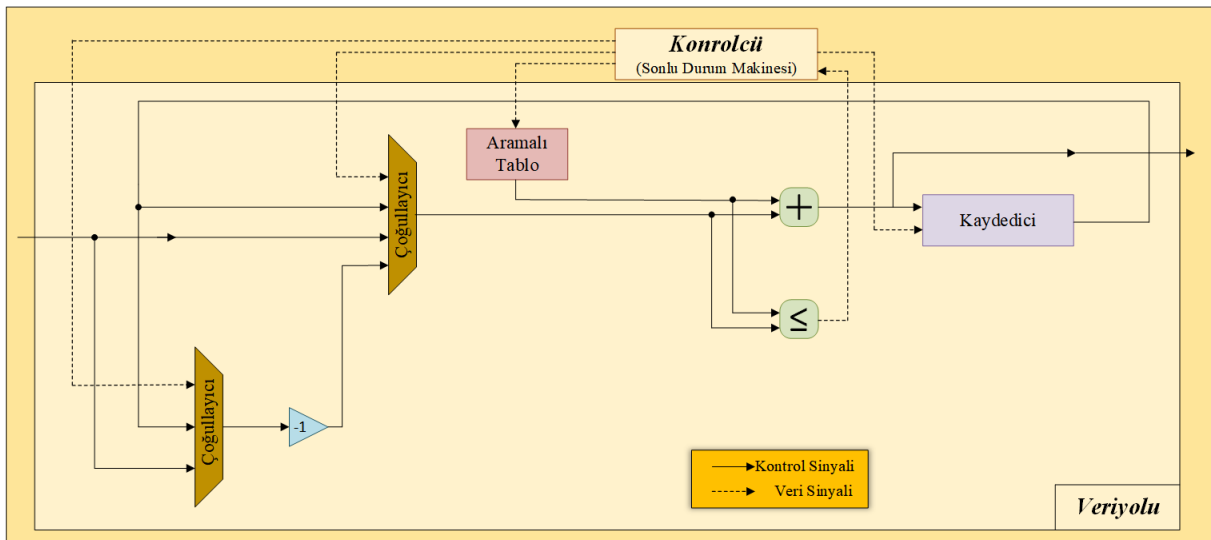 Konrolcü
(Sonlu Durum Makinesi)
Aramalı
Tablo
Çoğullayıcı
+
Kaydedici
≤
Çoğullayıcı
-1
Kontrol Sinyali
Veri Sinyali
Veriyolu